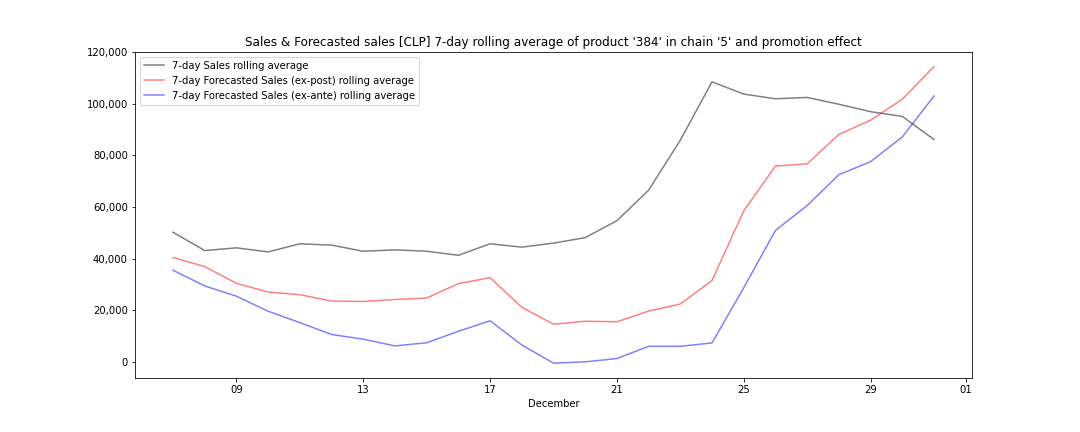 Sales & Forecasted sales [CLP] 7-day rolling average of product '384' in chain '5' and promotion effect
120,000
100,000
80,000
60,000
40,000
20,000
0
7-day Sales rolling average
7-day Forecasted Sales (ex-post) rolling average
7-day Forecasted Sales (ex-ante) rolling average
09 13 17 21 25 29 01
December